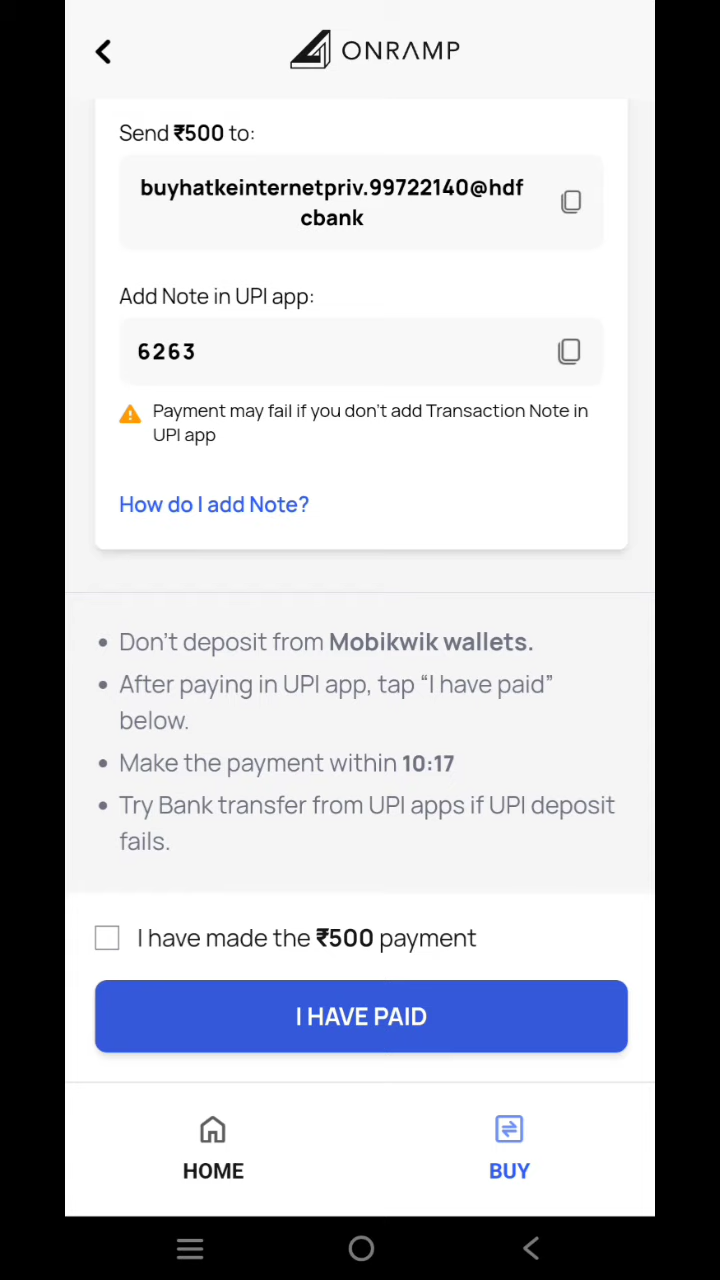 ONRAMP
Send ₹500 to:
buyhatkeinternetpriv.99722140@hdf
cbank
Add Note in UPI app:
6263
Payment may fail if you don't add Transaction Note in
UPI app
How do I add Note?
• Don't deposit from Mobikwik wallets.
• After paying in UPI app, tap “I have paid”
below.
• Make the payment within 10:17
• Try Bank transfer from UPI apps if UPI deposit
fails.
I have made the ₹500 payment
I HAVE PAID
HOME
BUY